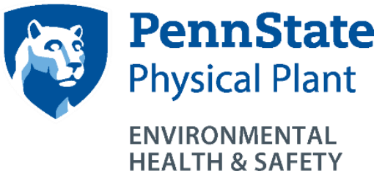 PennState
Physical Plant
ENVIRONMENTAL
HEALTH & SAFETY